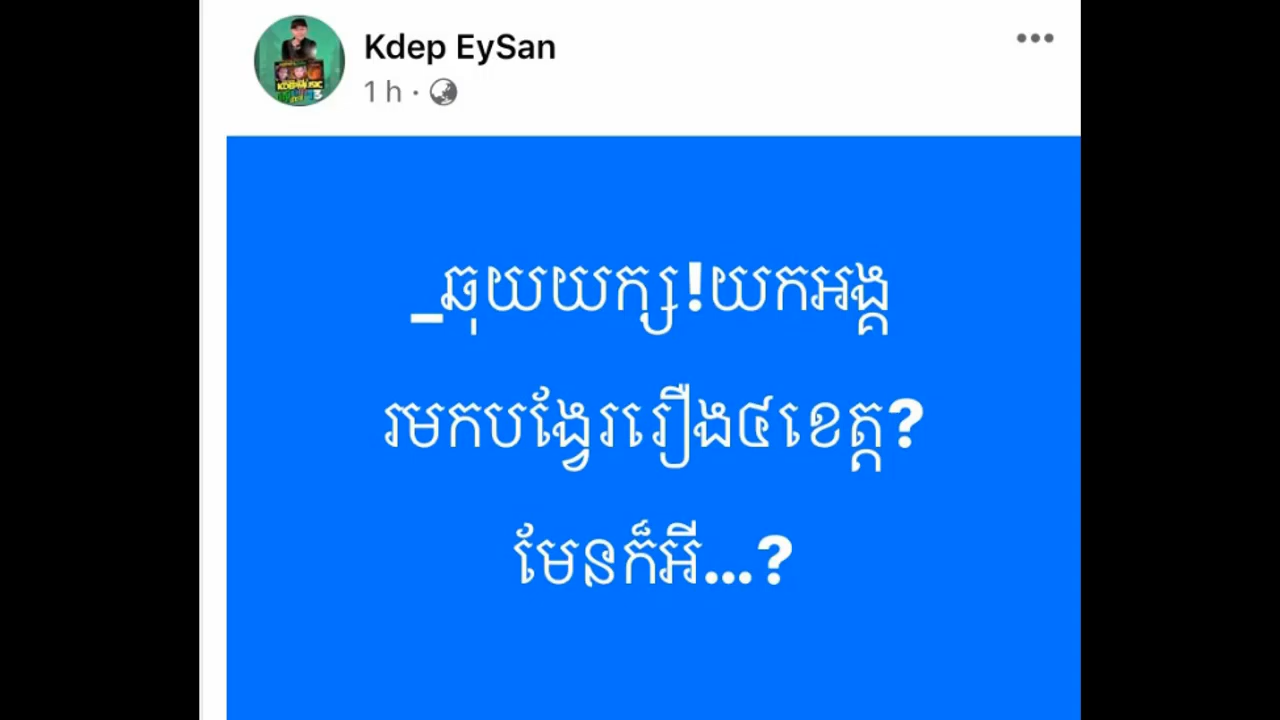 Kdep EySan
1 h ·
_ឆុយយក្ស!យកអង្គ
រមកបង្វែររឿង៤ខេត្ត?
មែនក៏អី...?